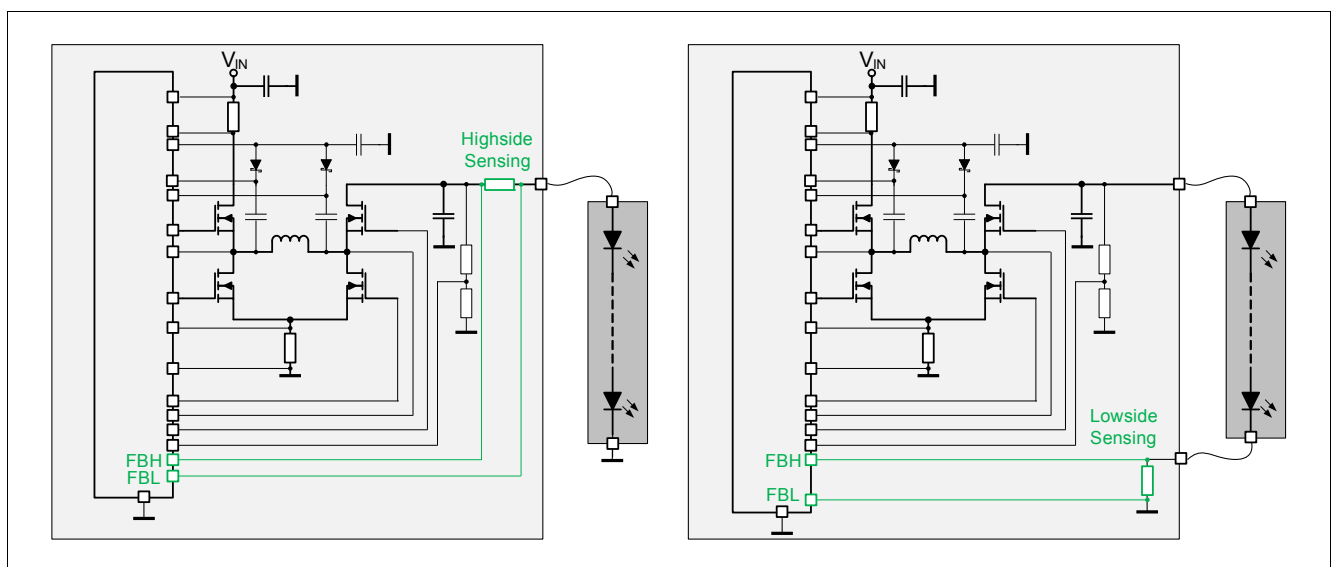 VIN
Highside
Sensing
FBH
FBL
VIN
Lowside
Sensing
FBH
FBL